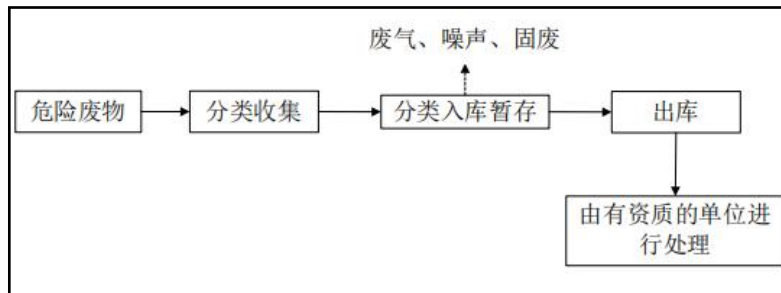 废气、噪声、固废
危险废物
分类收集
分类入库暂存
出库
由有资质的单位进
行处理